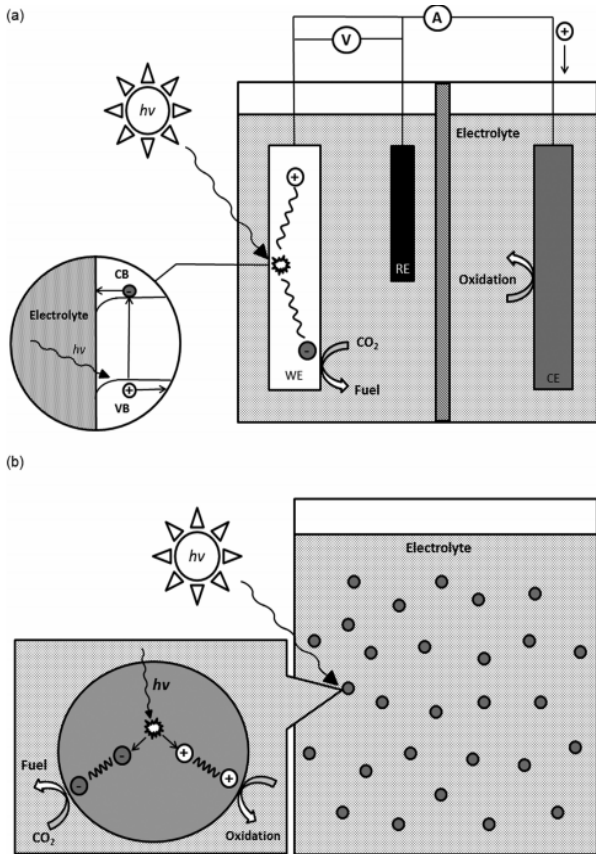 (a)
A
V
+
hv
Electrolyte
+
CB
-
RE
Oxidation
Electrolyte
hv
-
CO2
WE
Fuel
CE
+
VB
(b)
hv
Electrolyte
hv
- +
Fuel
- +
CO2
Oxidation